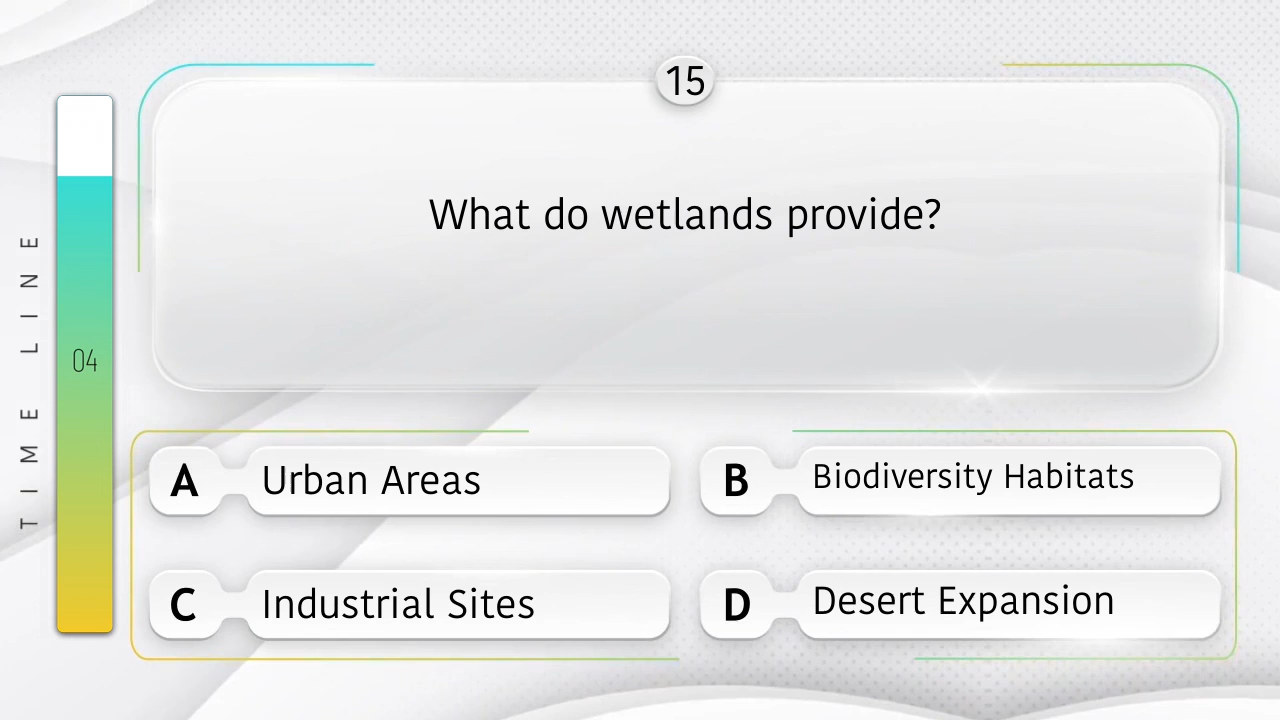 15
What do wetlands provide?
TIME LINE
04
A Urban Areas
B Biodiversity Habitats
C Industrial Sites
D Desert Expansion